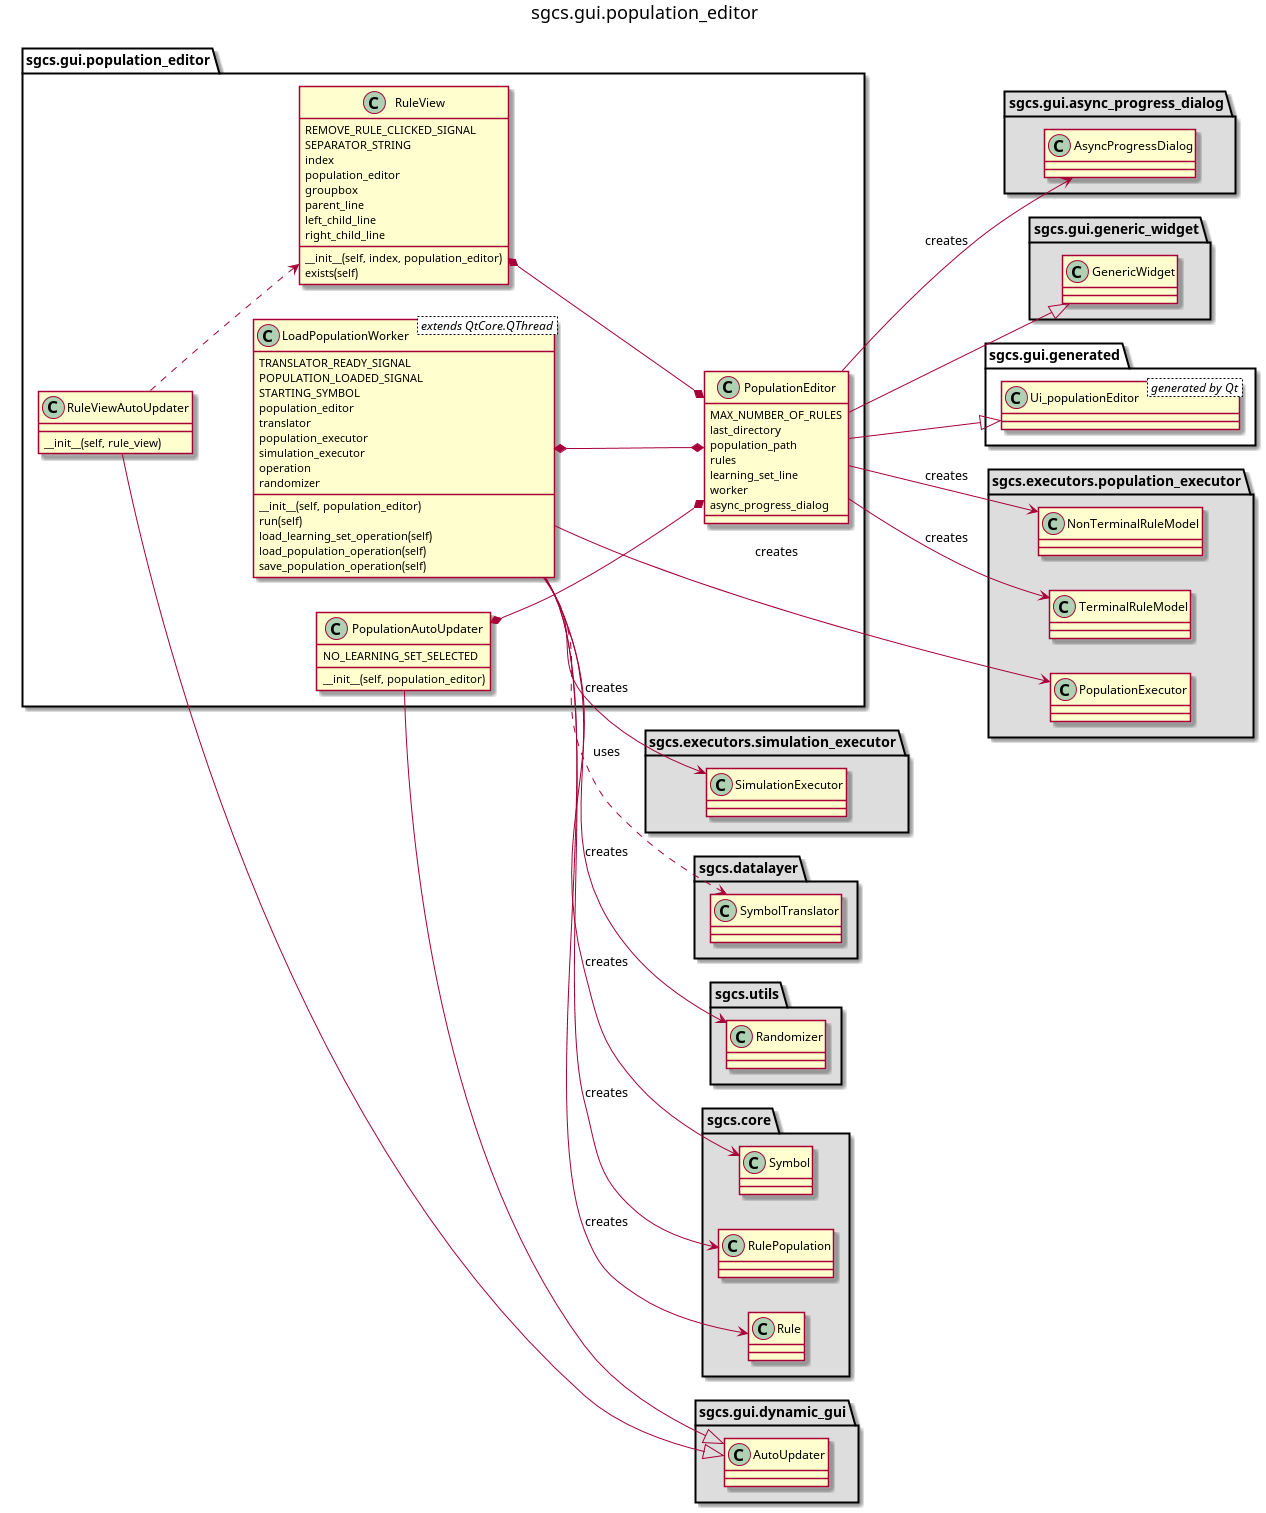 sgcs.gui.population_editor
sgcs.gui.population_editor
C RuleView
REMOVE_RULE_CLICKED_SIGNAL
SEPARATOR_STRING
index
population_editor
groupbox
parent_line
left_child_line
right_child_line
__init__(self, index, population_editor)
exists(self)
C LoadPopulationWorker
extends QtCore.QThread
TRANSLATOR_READY_SIGNAL
POPULATION_LOADED_SIGNAL
STARTING_SYMBOL
population_editor
translator
population_executor
simulation_executor
operation
randomizer
__init__(self, population_editor)
run(self)
load_learning_set_operation(self)
load_population_operation(self)
save_population_operation(self)
C RuleViewAutoUpdater
__init__(self, rule_view)
C PopulationAutoUpdater
NO_LEARNING_SET_SELECTED
__init__(self, population_editor)
C PopulationEditor
MAX_NUMBER_OF_RULES
last_directory
population_path
rules
learning_set_line
worker
async_progress_dialog
sgcs.gui.async_progress_dialog
C AsyncProgressDialog
creates
sgcs.gui.generic_widget
C GenericWidget
sgcs.gui.generated
C Ui_populationEditor
generated by Qt
creates
sgcs.executors.population_executor
C NonTerminalRuleModel
creates
C TerminalRuleModel
creates
C PopulationExecutor
creates
sgcs.executors.simulation_executor
C SimulationExecutor
uses
sgcs.datalayer
C SymbolTranslator
creates
sgcs.utils
C Randomizer
creates
sgcs.core
C Symbol
creates
C RulePopulation
creates
C Rule
sgcs.gui.dynamic_gui
C AutoUpdater